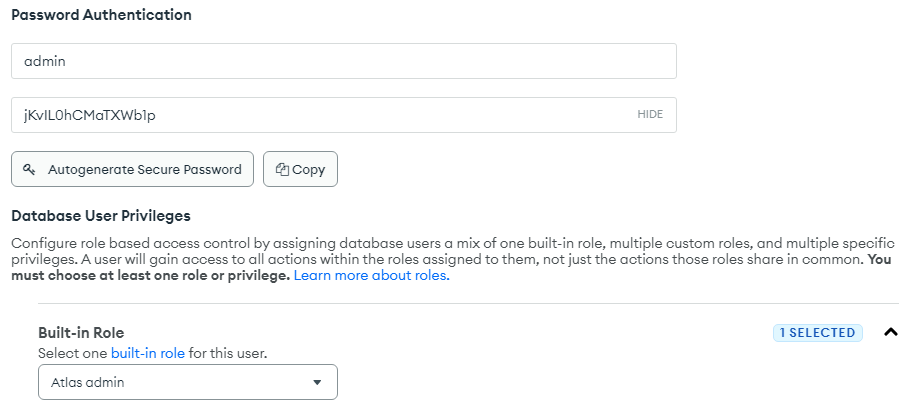 Password Authentication
admin
jKvIL0hCMaTXWb1p
HIDE
Autogenerate Secure Password
Copy
Database User Privileges
Configure role based access control by assigning database users a mix of one built-in role, multiple custom roles, and multiple specific
privileges. A user will gain access to all actions within the roles assigned to them, not just the actions those roles share in common. You
must choose at least one role or privilege. Learn more about roles.
Built-in Role
1 SELECTED
Select one built-in role for this user.
Atlas admin